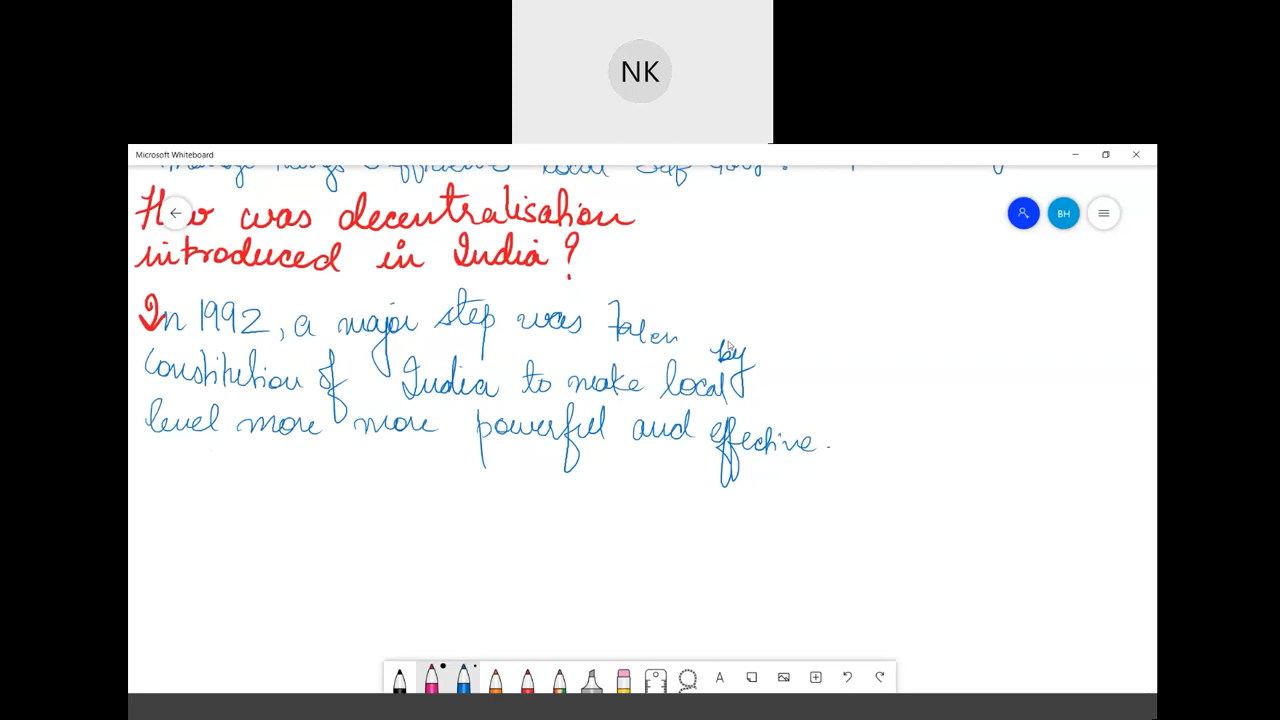 NK
Microsoft Whiteboard
How was decentralisation
introduced in India?
BH
In 1992, a major step was taken by
constitution of India to make local
level more more powerful and effective.
A